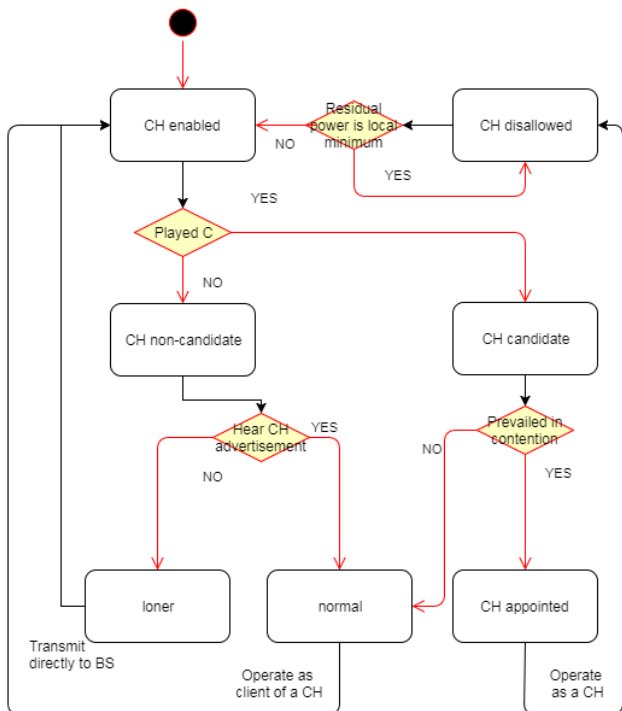 Residual
power is local
minimum
CH enabled
CH disallowed
NO
YES
YES
Played C
NO
CH non-candidate
CH candidate
Hear CH
advertisement
YES
Prevailed in
contention
NO
NO
YES
loner
normal
CH appointed
Transmit
directly to BS
Operate as
client of a CH
Operate
as a CH